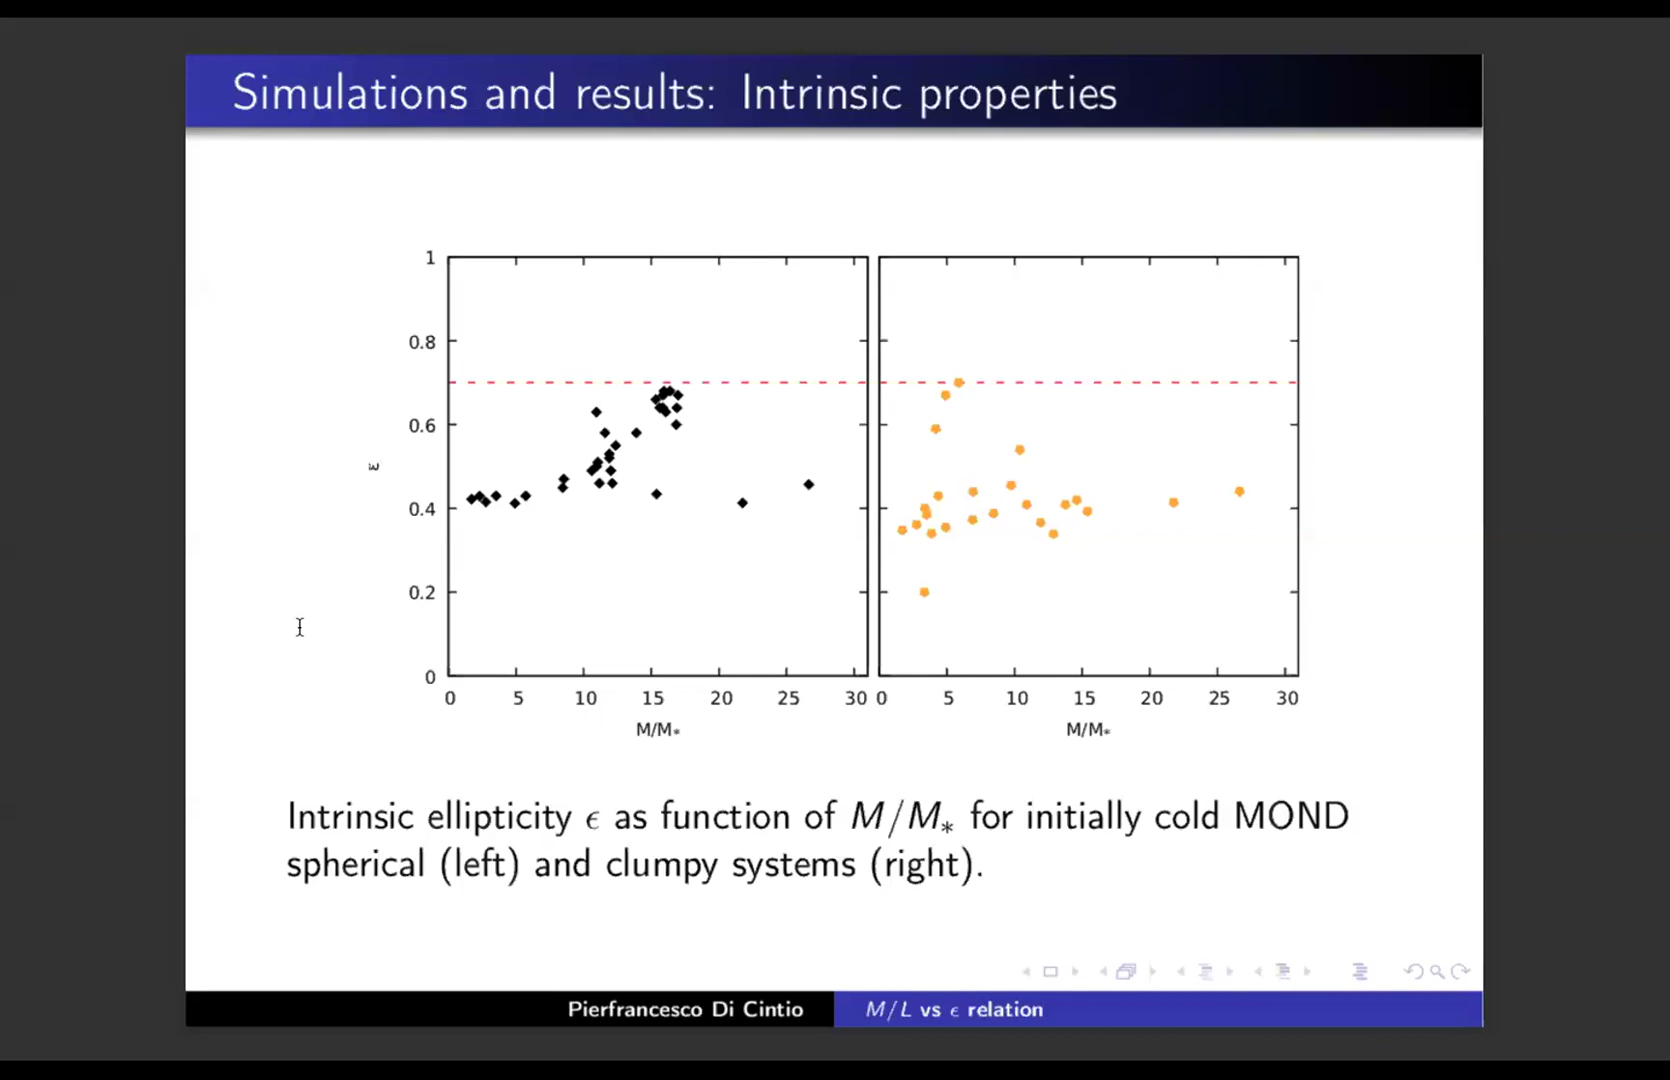 Simulations and results: Intrinsic properties
1
0.8
0.6
0.4
0.2
0
ε
0 5 10 15 20 25 30
0 5 10 15 20 25 30
M/M*
M/M*
Intrinsic ellipticity ϵ as function of M/M* for initially cold MOND
spherical (left) and clumpy systems (right).
Pierfrancesco Di Cintio
M/L vs ϵ relation